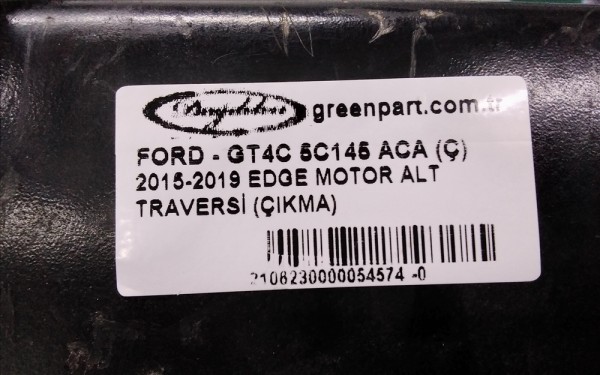 greenpart.com.tr
FORD - GT4C 5C145 ACA (Ç)
2015-2019 EDGE MOTOR ALT
TRAVERSİ (ÇIKMA)
2108230000054574 -0